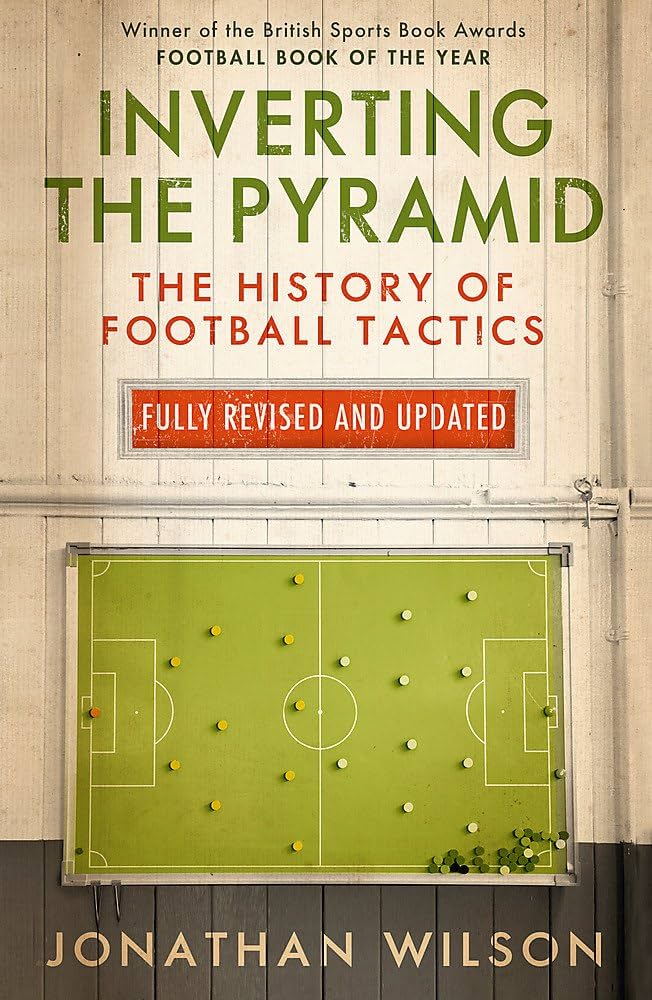 Winner of the British Sports Book Awards
FOOTBALL BOOK OF THE YEAR
INVERTING
THE PYRAMID
THE HISTORY OF
FOOTBALL TACTICS
FULLY REVISED AND UPDATED
JONATHAN WILSON